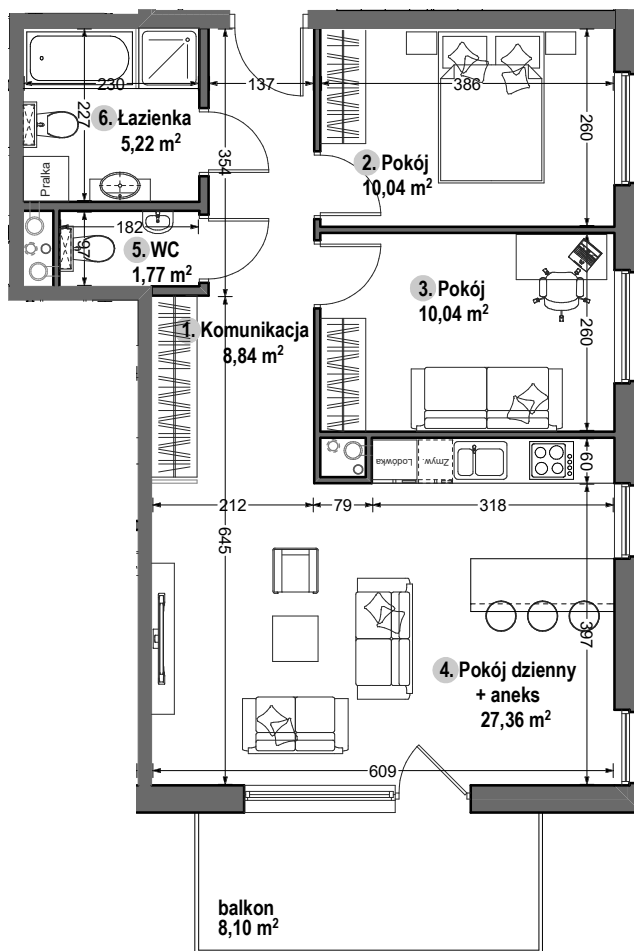 230
137
386
227
6. Łazienka
5,22 m²
354
260
Pralka
2. Pokój
10,04 m²
182
97
5. WC
1,77 m²
3. Pokój
10,04 m²
260
1. Komunikacja
8,84 m²
Lodówka
Zmyw.
60
212
79
318
645
397
4. Pokój dzienny
+ aneks
27,36 m²
609
balkon
8,10 m²